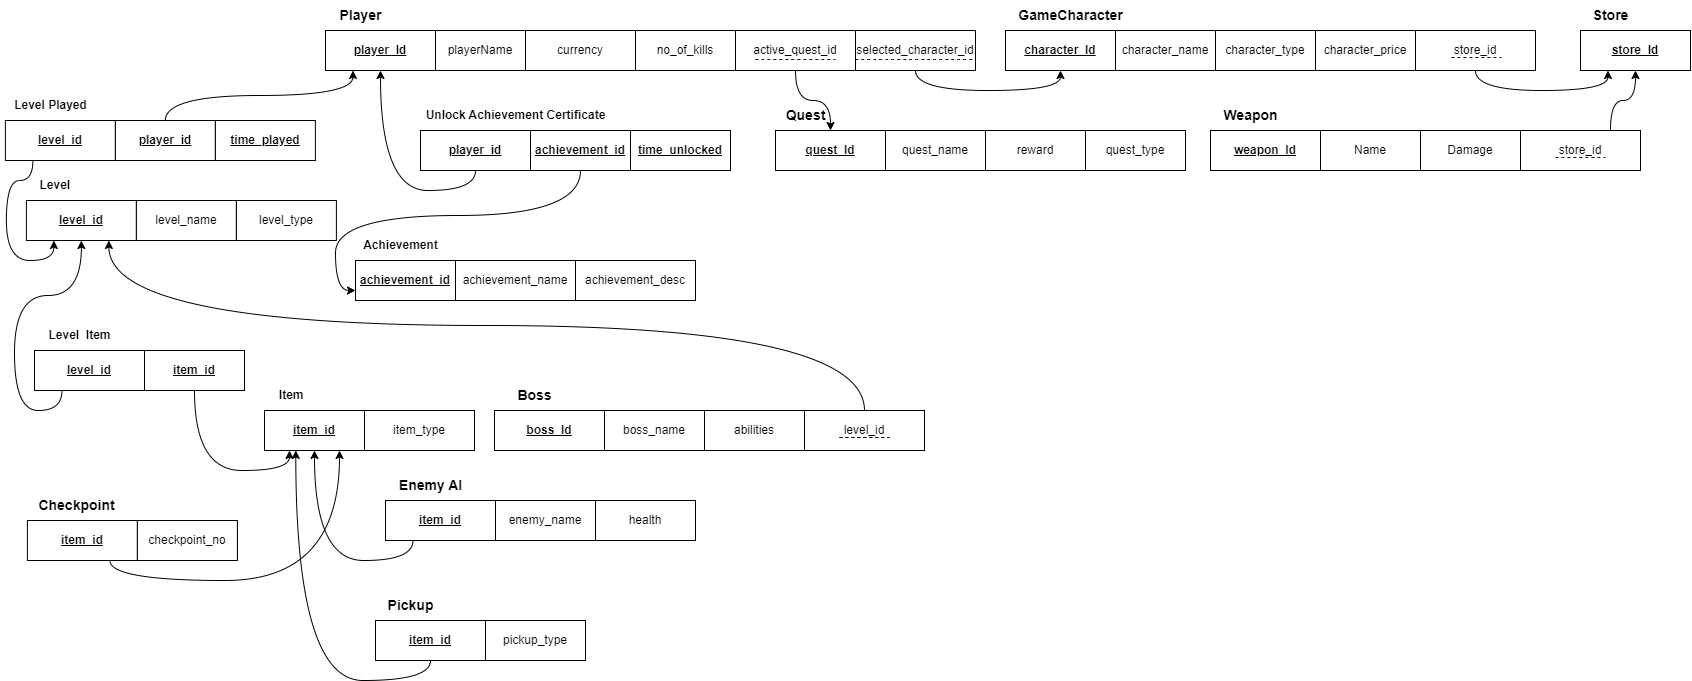 Player
GameCharacter
Store
player_Id playerName currency no_of_kills active_quest_id selected_character_id
character_Id character_name character_type character_price store_id
store_Id
Level Played
level_id player_id time_played
Unlock Achievement Certificate
player_id achievement_id time_unlocked
Quest
quest_Id quest_name reward quest_type
Weapon
weapon_Id Name Damage store_id
Level
level_id level_name level_type
Achievement
achievement_id achievement_name achievement_desc
Level Item
level_id item_id
Item
item_id item_type
Boss
boss_Id boss_name abilities level_id
Enemy AI
item_id enemy_name health
Checkpoint
item_id checkpoint_no
Pickup
item_id pickup_type